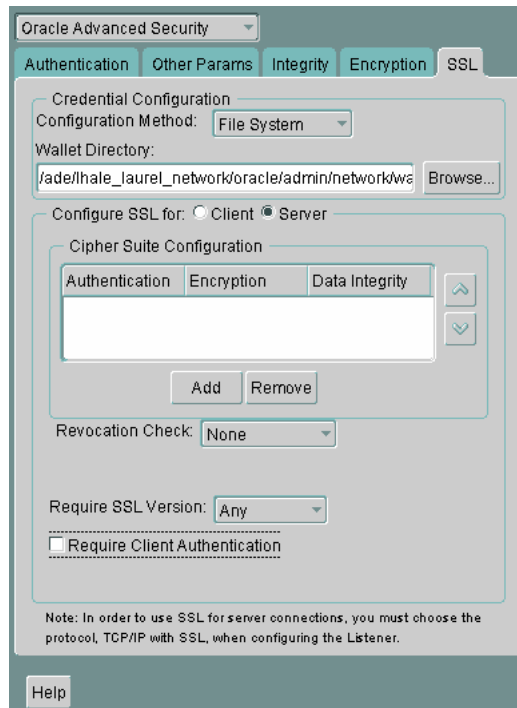 Oracle Advanced Security
Authentication Other Params Integrity Encryption SSL
Credential Configuration
Configuration Method: File System
Wallet Directory:
/ade/lhale_laurel_network/oracle/admin/network/wa Browse...
Configure SSL for: Client Server
Cipher Suite Configuration
Authentication Encryption Data Integrity
Add Remove
Revocation Check: None
Require SSL Version: Any
Require Client Authentication
Note: In order to use SSL for server connections, you must choose the
protocol, TCP/IP with SSL, when configuring the Listener.
Help